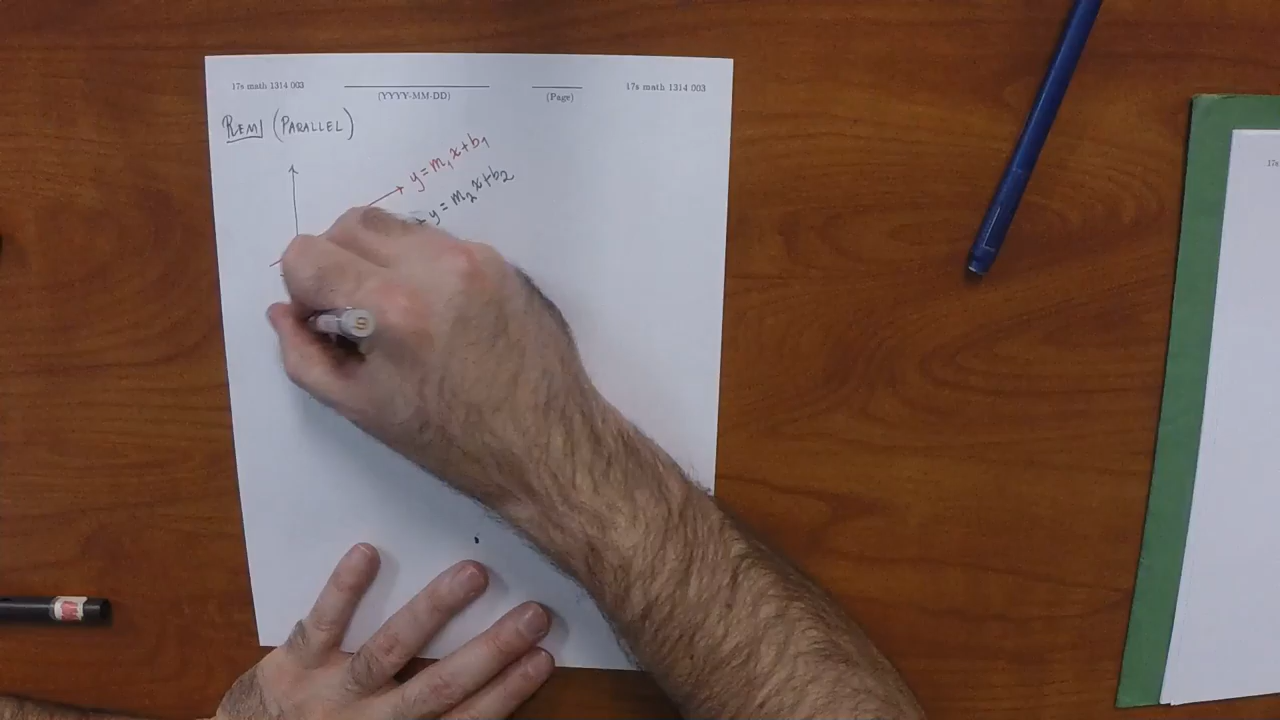 17s math 1314 003 (YYYY-MM-DD) (Page) 17s math 1314 003
REM (PARALLEL)
y = m₁x+b₁
y = m₂x+b₂